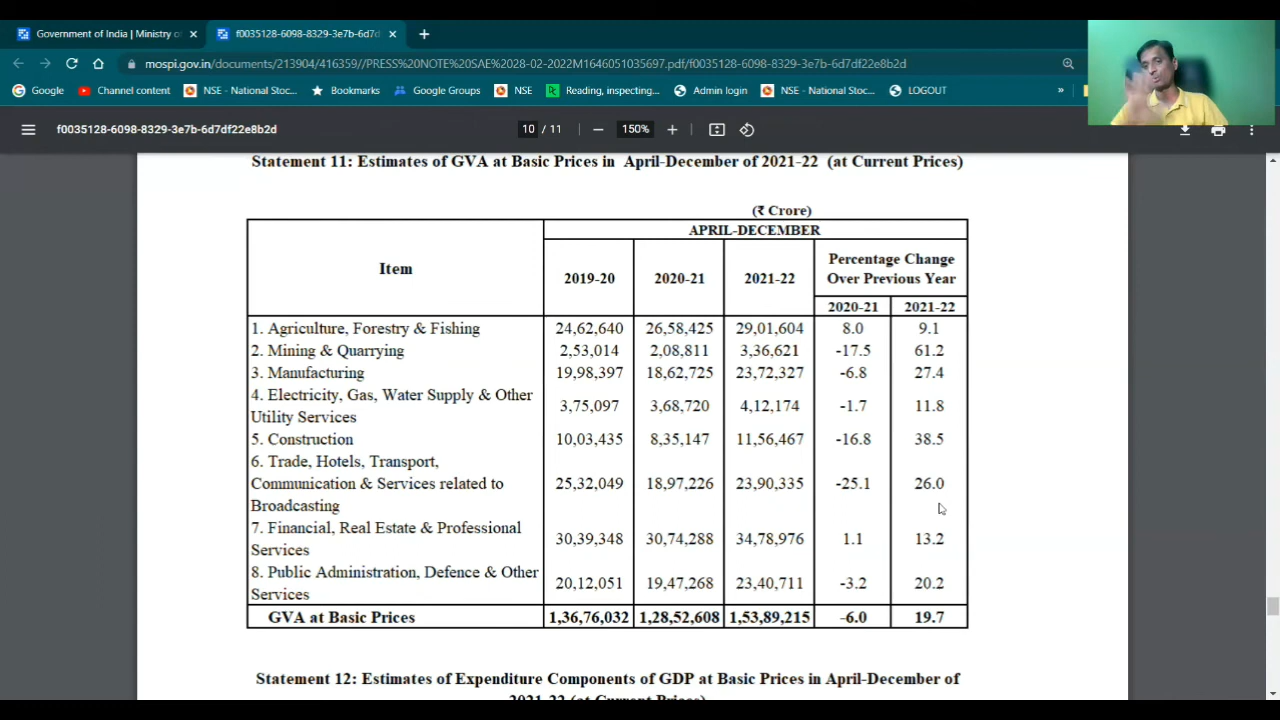 Government of India | Ministry o
f0035128-6098-8329-3e7b-6d7d
mospi.gov.in/documents/213904/416359//PRESS%20NOTE%20SAE%2028-02-2022M1646051035697.pdf/f0035128-6098-8329-3e7b-6d7df22e8b2d
Google Channel content NSE - National Stoc... Bookmarks Google Groups NSE Reading, inspecting... Admin login NSE - National Stoc... LOGOUT »
f0035128-6098-8329-3e7b-6d7df22e8b2d 10 / 11 150%
Statement 11: Estimates of GVA at Basic Prices in April-December of 2021-22 (at Current Prices)
(₹ Crore)
APRIL-DECEMBER
Item 2019-20 2020-21 2021-22 Percentage Change
Over Previous Year
2020-21 2021-22
1. Agriculture, Forestry & Fishing 24,62,640 26,58,425 29,01,604 8.0 9.1
2. Mining & Quarrying 2,53,014 2,08,811 3,36,621 -17.5 61.2
3. Manufacturing 19,98,397 18,62,725 23,72,327 -6.8 27.4
4. Electricity, Gas, Water Supply & Other
Utility Services 3,75,097 3,68,720 4,12,174 -1.7 11.8
5. Construction 10,03,435 8,35,147 11,56,467 -16.8 38.5
6. Trade, Hotels, Transport,
Communication & Services related to 25,32,049 18,97,226 23,90,335 -25.1 26.0
Broadcasting
7. Financial, Real Estate & Professional
Services 30,39,348 30,74,288 34,78,976 1.1 13.2
8. Public Administration, Defence & Other
Services 20,12,051 19,47,268 23,40,711 -3.2 20.2
GVA at Basic Prices 1,36,76,032 1,28,52,608 1,53,89,215 -6.0 19.7
Statement 12: Estimates of Expenditure Components of GDP at Basic Prices in April-December of
2021-22 (at Current Prices)